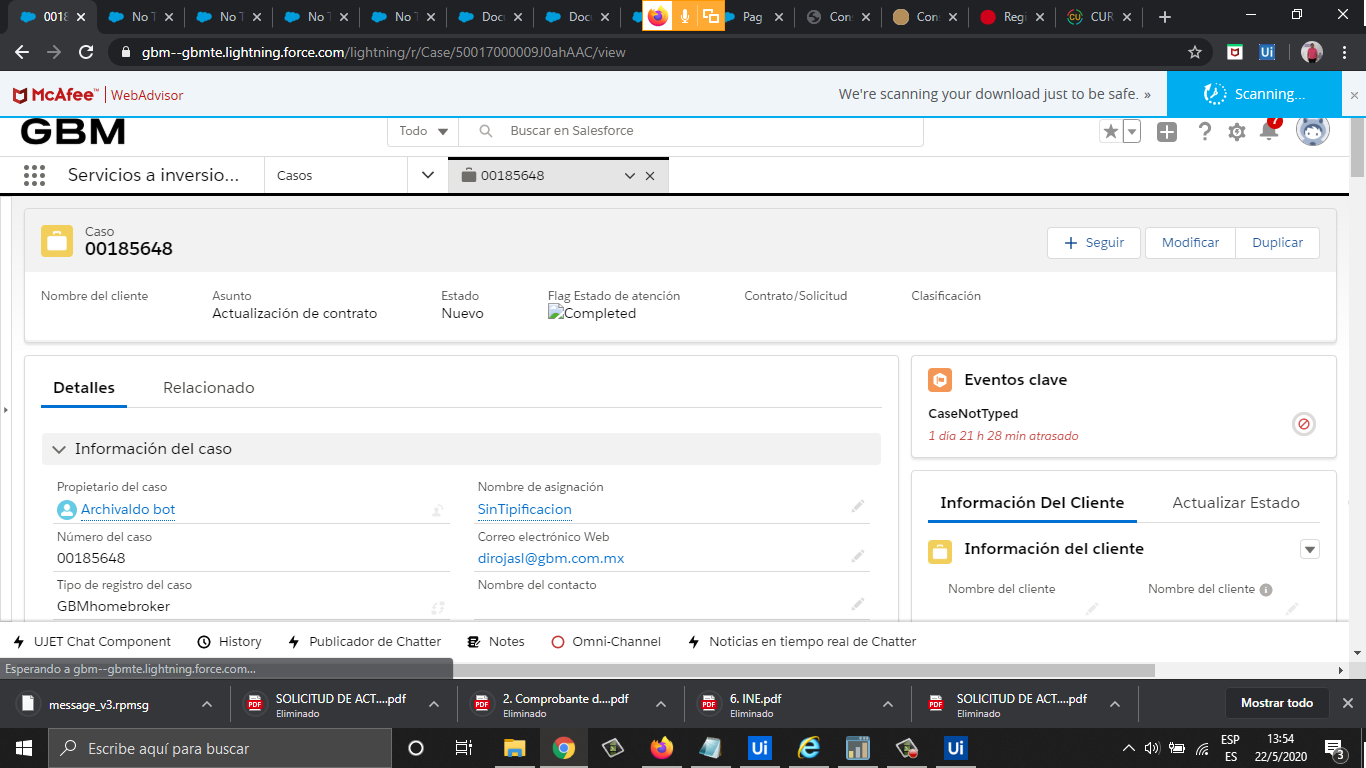 0018
No T
No T
No T
No T
Docu
Docu
Pag
Con
Con
Regi
CUR
gbm--gbmte.lightning.force.com/lightning/r/Case/50017000009J0ahAAC/view
McAfee™ | WebAdvisor
We're scanning your download just to be safe. »
Scanning...
GBM
Todo
Buscar en Salesforce
7
Servicios a inversio...
Casos
00185648
Caso
00185648
Seguir
Modificar
Duplicar
Nombre del cliente
Asunto
Estado
Flag Estado de atención
Contrato/Solicitud
Clasificación
Actualización de contrato
Nuevo
Completed
Detalles
Relacionado
Información del caso
Propietario del caso
Nombre de asignación
Archivaldo bot
SinTipificacion
Número del caso
Correo electrónico Web
00185648
dirojasl@gbm.com.mx
Tipo de registro del caso
Nombre del contacto
GBMhomebroker
Eventos clave
CaseNotTyped
1 día 21 h 28 min atrasado
Información Del Cliente
Actualizar Estado
Información del cliente
Nombre del cliente
Nombre del cliente
UJET Chat Component
History
Publicador de Chatter
Notes
Omni-Channel
Noticias en tiempo real de Chatter
Esperando a gbm--gbmte.lightning.force.com...
message_v3.rpmsg
SOLICITUD DE ACT....pdf
Eliminado
2. Comprobante d....pdf
Eliminado
6. INE.pdf
Eliminado
SOLICITUD DE ACT....pdf
Eliminado
Mostrar todo
Escribe aquí para buscar
ESP
ES
13:54
22/5/2020
3